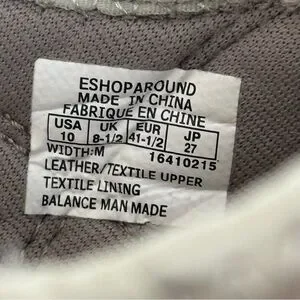 ESHOPAROUND
MADE IN CHINA
FABRIQUE EN CHINE
USA UK EUR JP
10 8-1/2 41-1/2 27
WIDTH:M 16410215
LEATHER/TEXTILE UPPER
TEXTILE LINING
BALANCE MAN MADE